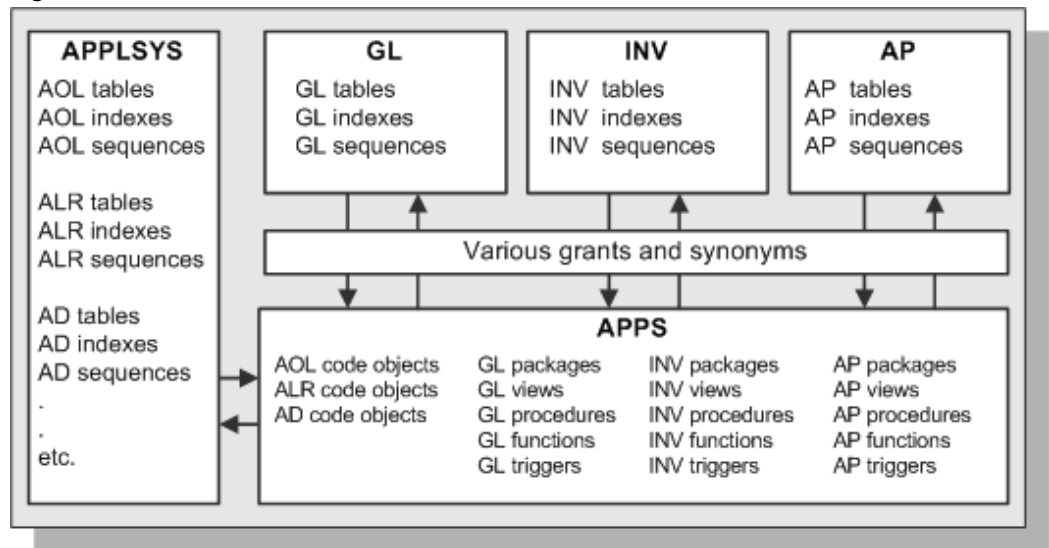 APPLSYS
AOL tables
AOL indexes
AOL sequences
ALR tables
ALR indexes
ALR sequences
AD tables
AD indexes
AD sequences
.
.
etc.
GL
GL tables
GL indexes
GL sequences
INV
INV tables
INV indexes
INV sequences
AP
AP tables
AP indexes
AP sequences
Various grants and synonyms
APPS
AOL code objects
ALR code objects
AD code objects
GL packages
GL views
GL procedures
GL functions
GL triggers
INV packages
INV views
INV procedures
INV functions
INV triggers
AP packages
AP views
AP procedures
AP functions
AP triggers